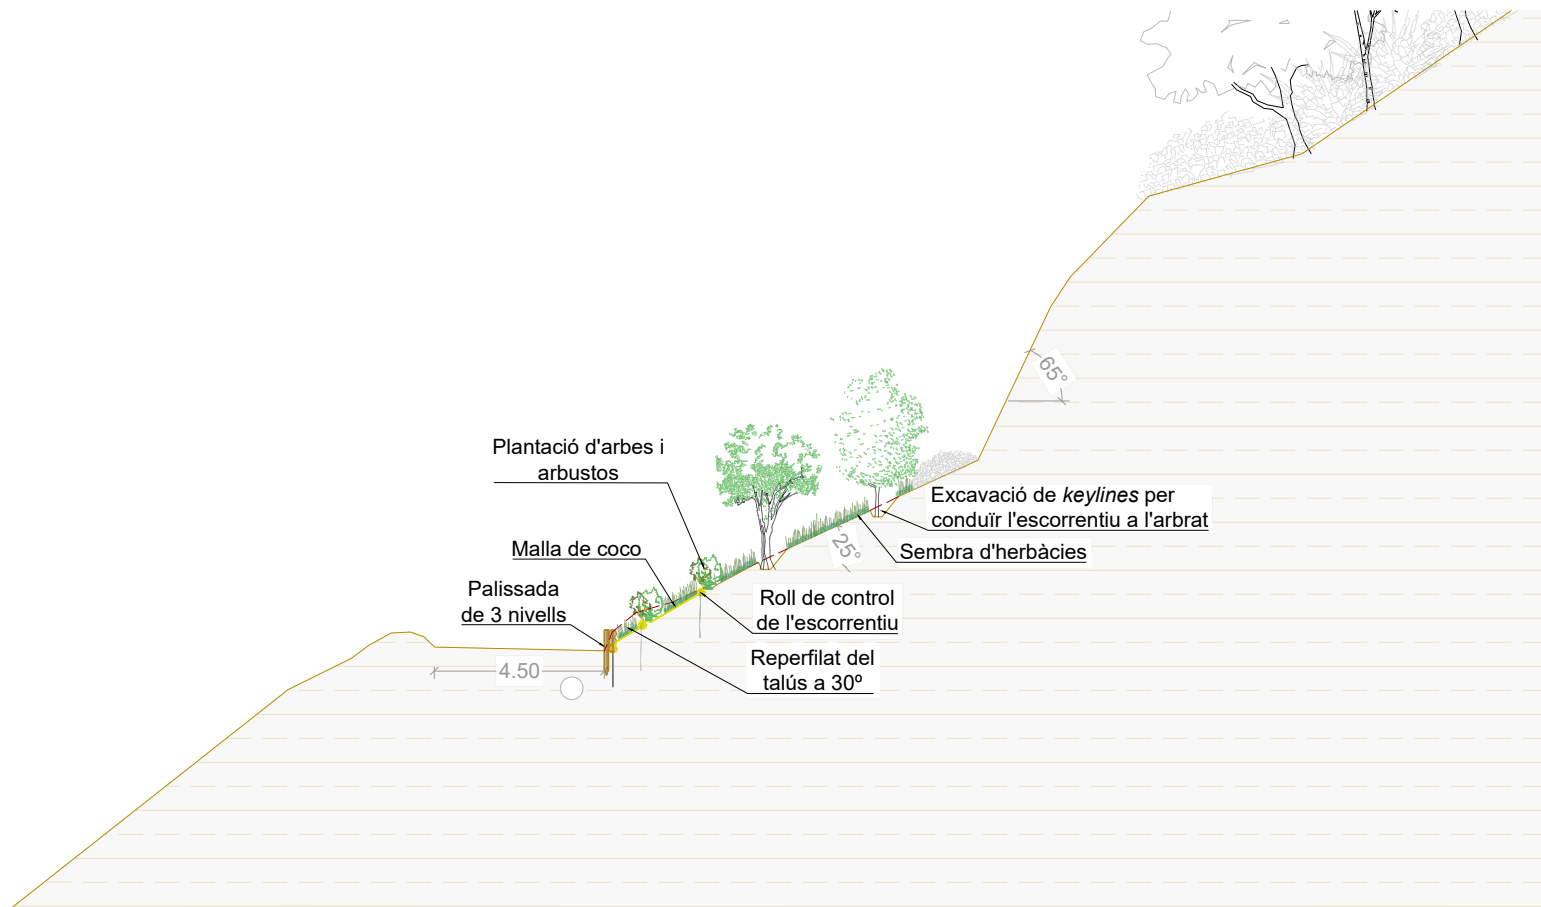 65°
Plantació d'arbes i
arbustos
Excavació de keylines per
conduïr l'escorrentiu a l'arbrat
25°
Sembra d'herbàcies
Malla de coco
Palissada
de 3 nivells
Roll de control
de l'escorrentiu
Reperfilat del
talús a 30º
4.50